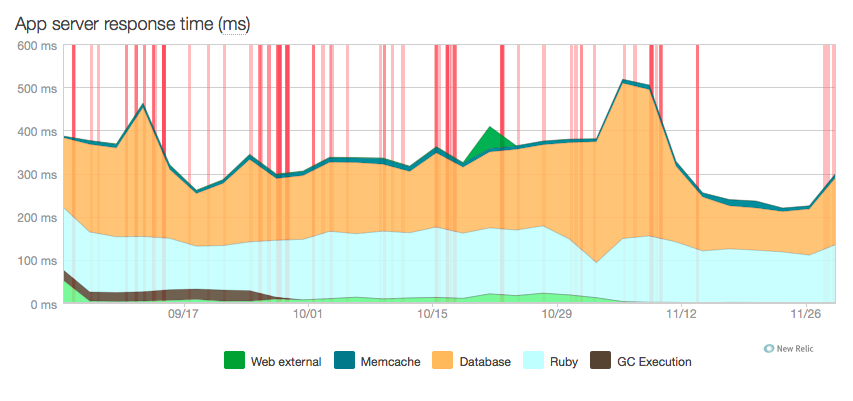 App server response time (ms)
600 ms
500 ms
400 ms
300 ms
200 ms
100 ms
0 ms
09/17 10/01 10/15 10/29 11/12 11/26
New Relic
Web external Memcache Database Ruby GC Execution